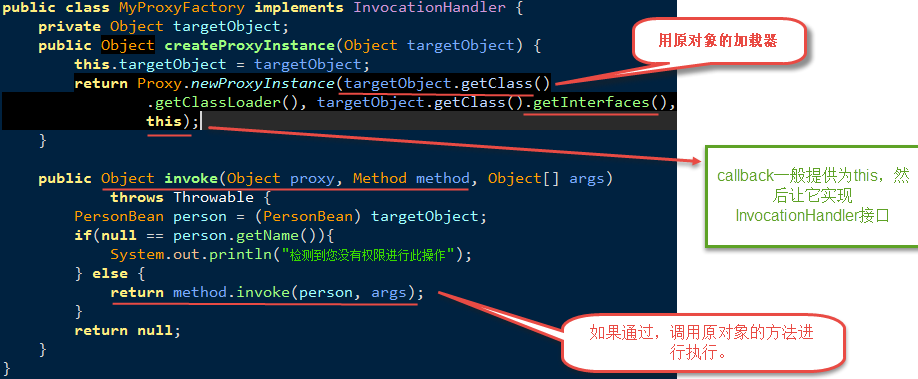 public class MyProxyFactory implements InvocationHandler {
    private Object targetObject;
    public Object createProxyInstance(Object targetObject) {
        this.targetObject = targetObject;
        return Proxy.newProxyInstance(targetObject.getClass()
                .getClassLoader(), targetObject.getClass().getInterfaces(),
                this);
    }
    public Object invoke(Object proxy, Method method, Object[] args)
            throws Throwable {
        PersonBean person = (PersonBean) targetObject;
        if(null == person.getName()){
            System.out.println("检测到您没有权限进行此操作");
        } else {
            return method.invoke(person, args);
        }
        return null;
    }
}
用原对象的加载器
callback一般提供为this，然
后让它实现
InvocationHandler接口
如果通过，调用原对象的方法进
行执行。